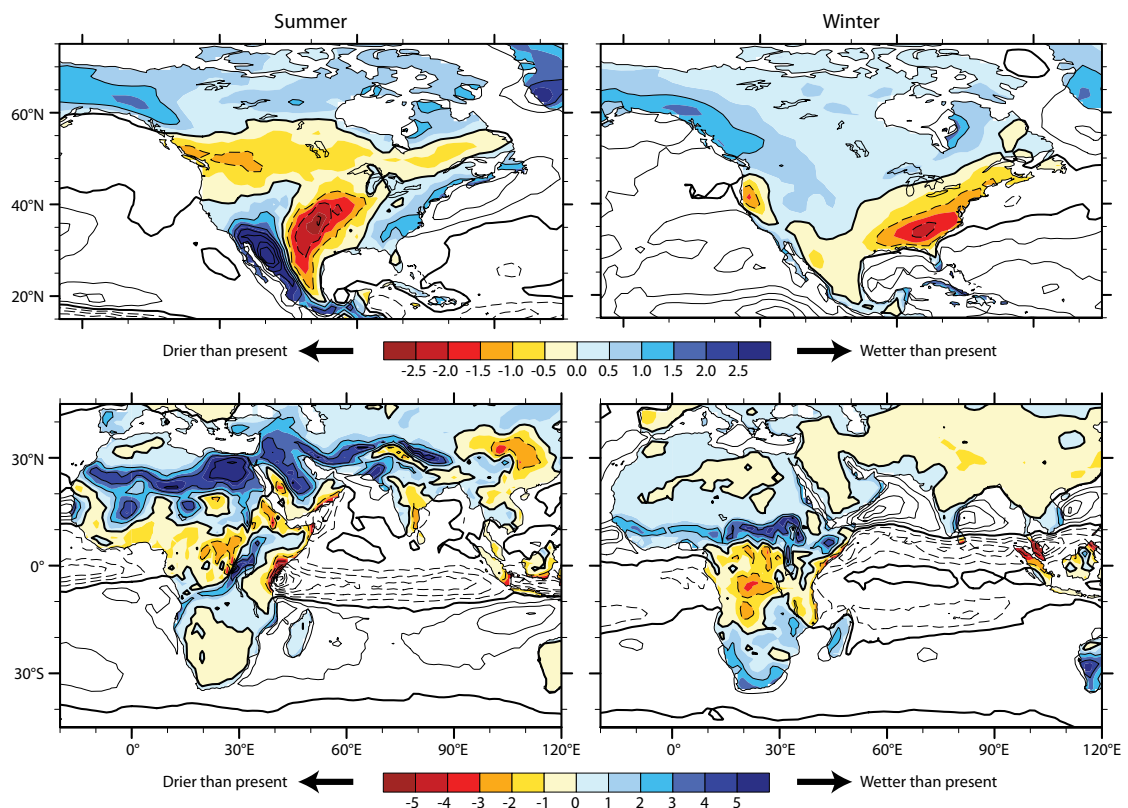 Summer Winter
60°N
40°N
20°N
Drier than present Wetter than present
-2.5 -2.0 -1.5 -1.0 -0.5 0.0 0.5 1.0 1.5 2.0 2.5
30°N
0°
30°S
0° 30°E 60°E 90°E 120°E 0° 30°E 60°E 90°E 120°E
Drier than present Wetter than present
-5 -4 -3 -2 -1 0 1 2 3 4 5